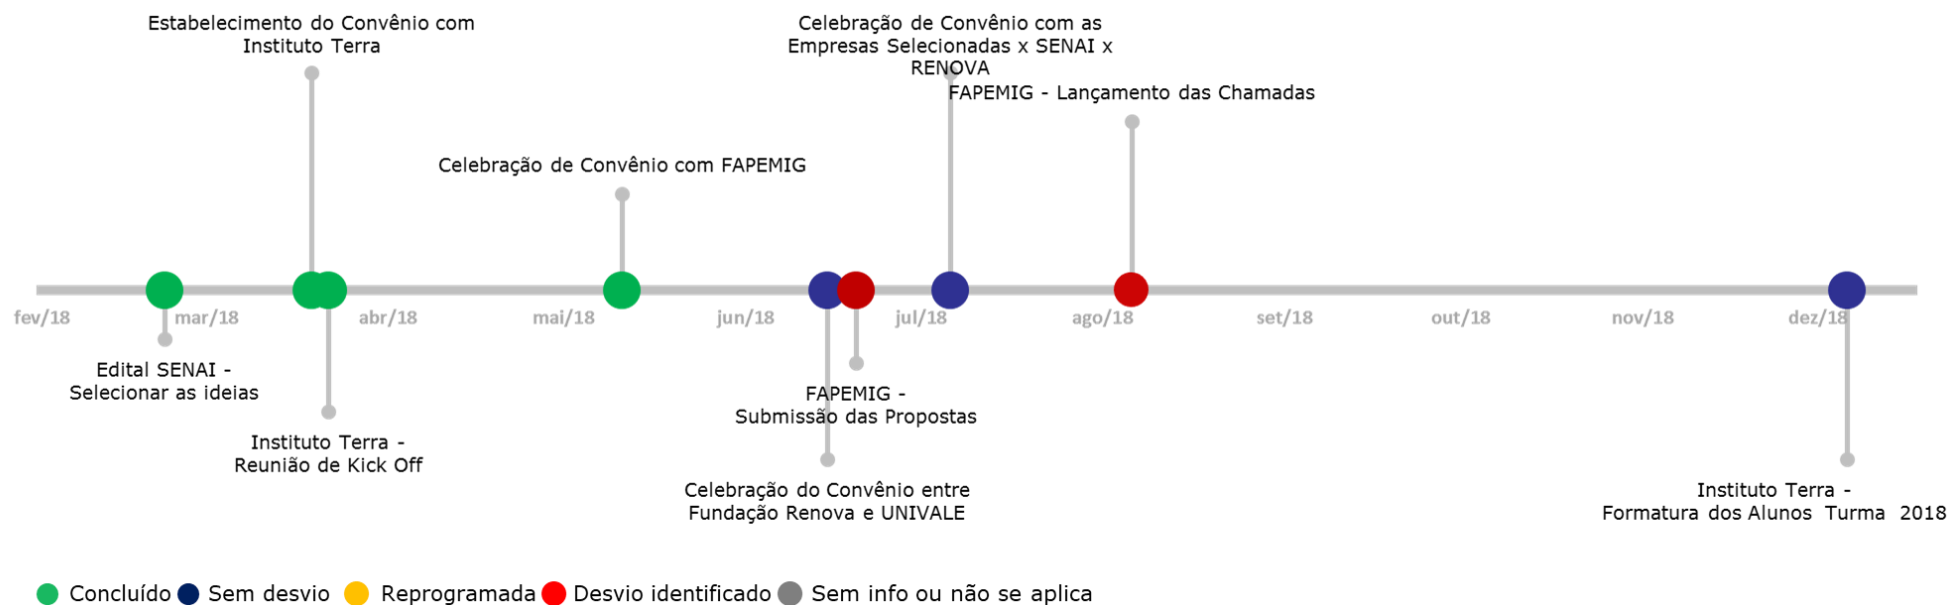 Estabelecimento do Convênio com
Instituto Terra
Celebração de Convênio com as
Empresas Selecionadas x SENAI x
RENOVA
FAPEMIG - Lançamento das Chamadas
Celebração de Convênio com FAPEMIG
fev/18 mar/18 abr/18 mai/18 jun/18 jul/18 ago/18 set/18 out/18 nov/18 dez/18
Edital SENAI -
Selecionar as ideias
Instituto Terra -
Reunião de Kick Off
FAPEMIG -
Submissão das Propostas
Celebração do Convênio entre
Fundação Renova e UNIVALE
Instituto Terra -
Formatura dos Alunos Turma 2018
Concluído Sem desvio Reprogramada Desvio identificado Sem info ou não se aplica